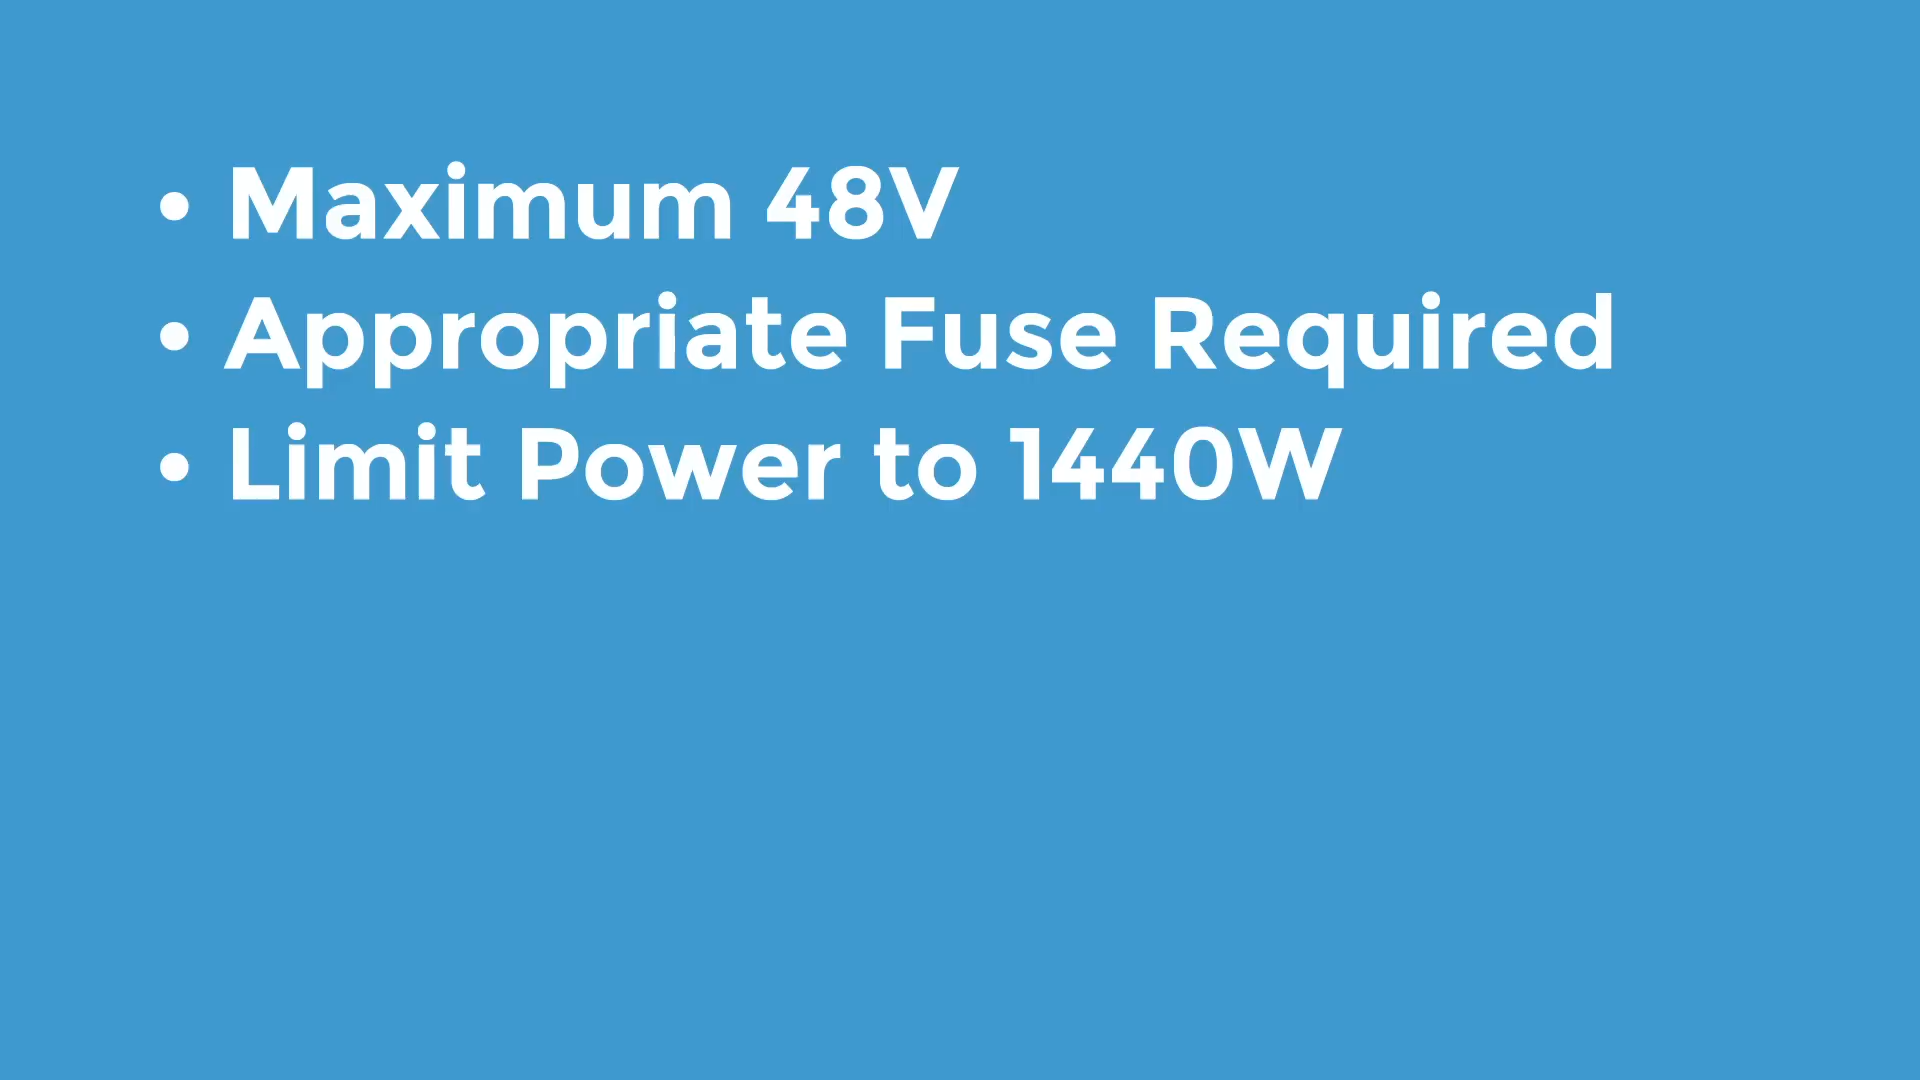 • Maximum 48V
• Appropriate Fuse Required
• Limit Power to 1440W